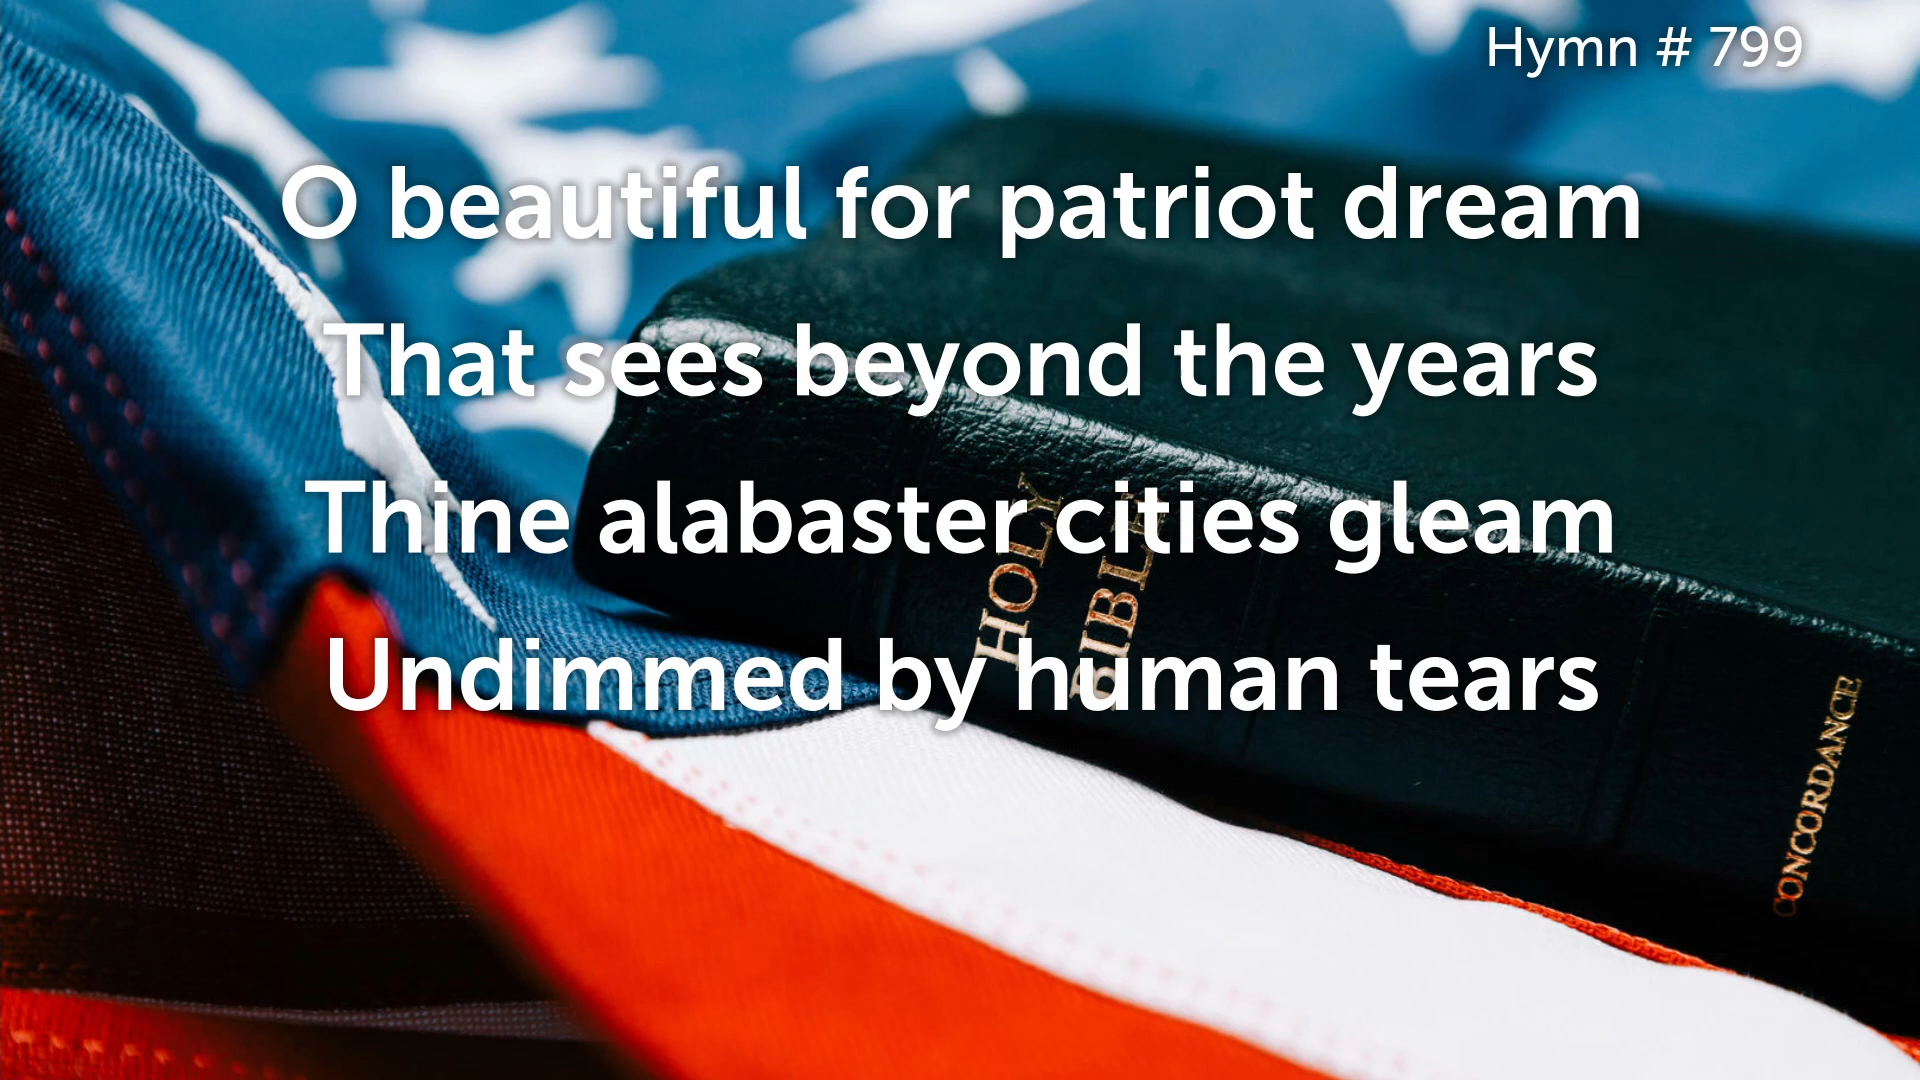 Hymn # 799
O beautiful for patriot dream
That sees beyond the years
Thine alabaster cities gleam
Undimmed by human tears
HOLY
BIBLE
CONCORDANCE